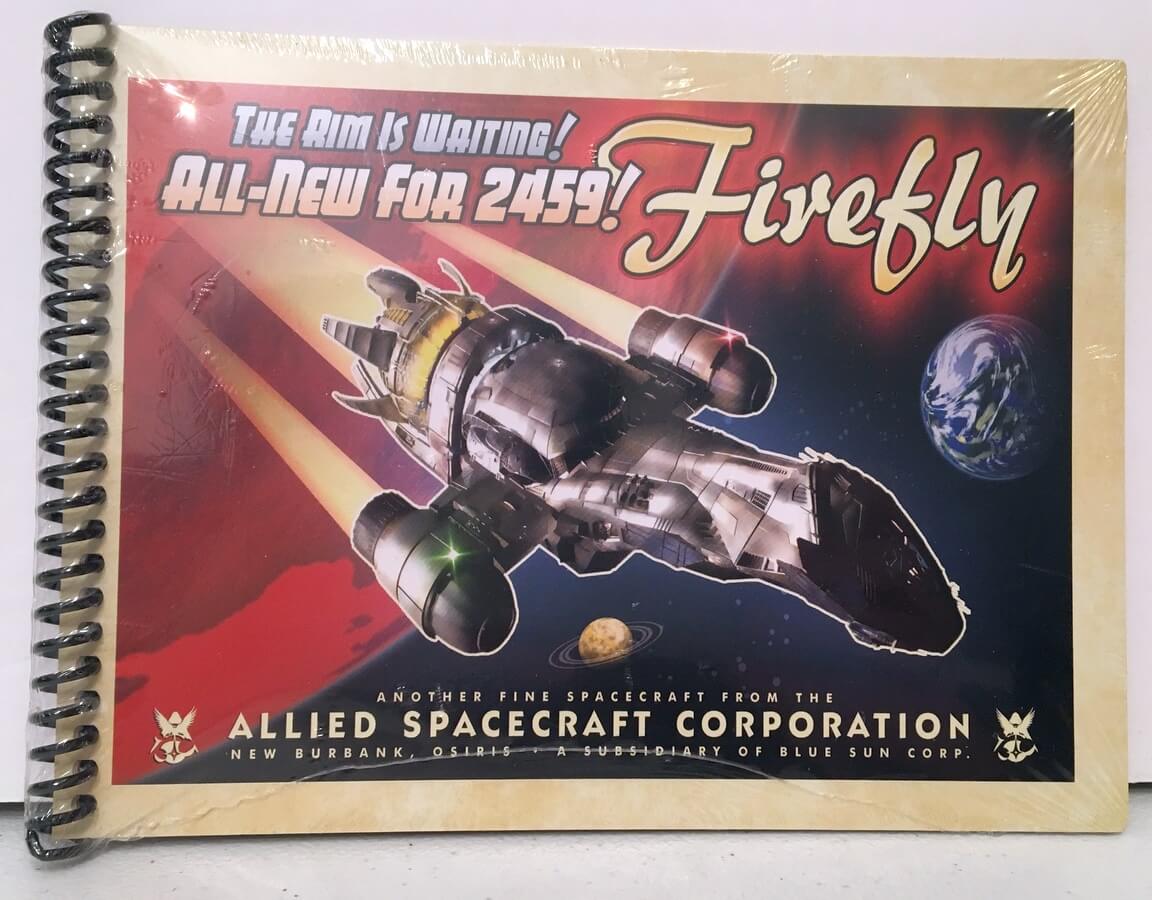 The Rim Is Waiting!
All-New for 2459!
Firefly
ANOTHER FINE SPACECRAFT FROM THE
ALLIED SPACECRAFT CORPORATION
NEW BURBANK, OSIRIS · A SUBSIDIARY OF BLUE SUN CORP.